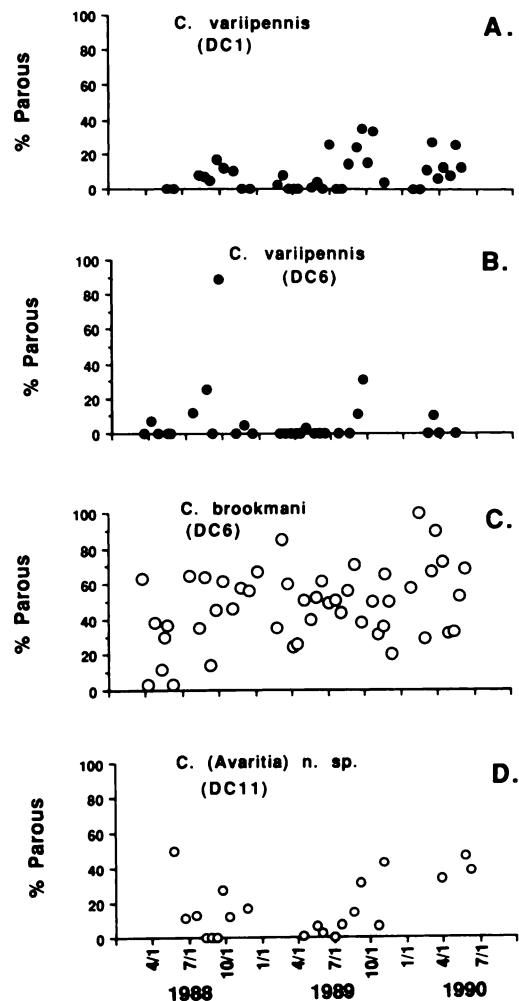 C. variipennis
(DC1)
A.
% Parous
100
80
60
40
20
0
C. variipennis
(DC6)
B.
% Parous
100
80
60
40
20
0
C. brookmani
(DC6)
C.
% Parous
100
80
60
40
20
0
C. (Avaritia) n. sp.
(DC11)
D.
% Parous
100
80
60
40
20
0
4/1 7/1 10/1 1/1 4/1 7/1 10/1 1/1 4/1 7/1
1988 1989 1990